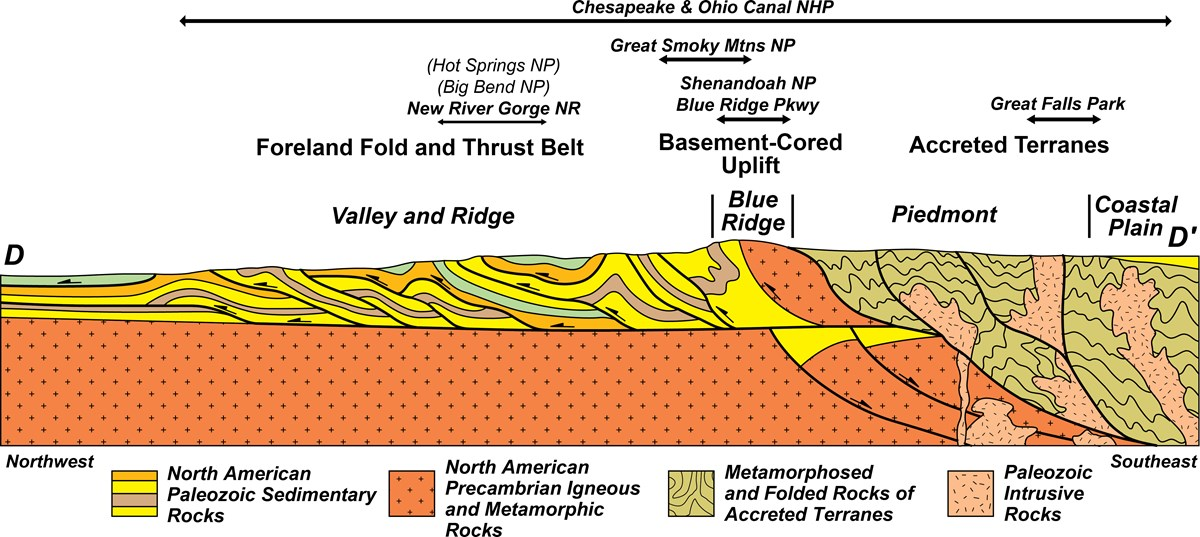 Chesapeake & Ohio Canal NHP
Great Smoky Mtns NP
(Hot Springs NP)
(Big Bend NP)
New River Gorge NR
Shenandoah NP
Blue Ridge Pkwy
Great Falls Park
Foreland Fold and Thrust Belt
Basement-Cored
Uplift
Accreted Terranes
Valley and Ridge
Blue
Ridge
Piedmont
Coastal
Plain
D
D'
Northwest
Southeast
North American
Paleozoic Sedimentary
Rocks
North American
Precambrian Igneous
and Metamorphic
Rocks
Metamorphosed
and Folded Rocks of
Accreted Terranes
Paleozoic
Intrusive
Rocks